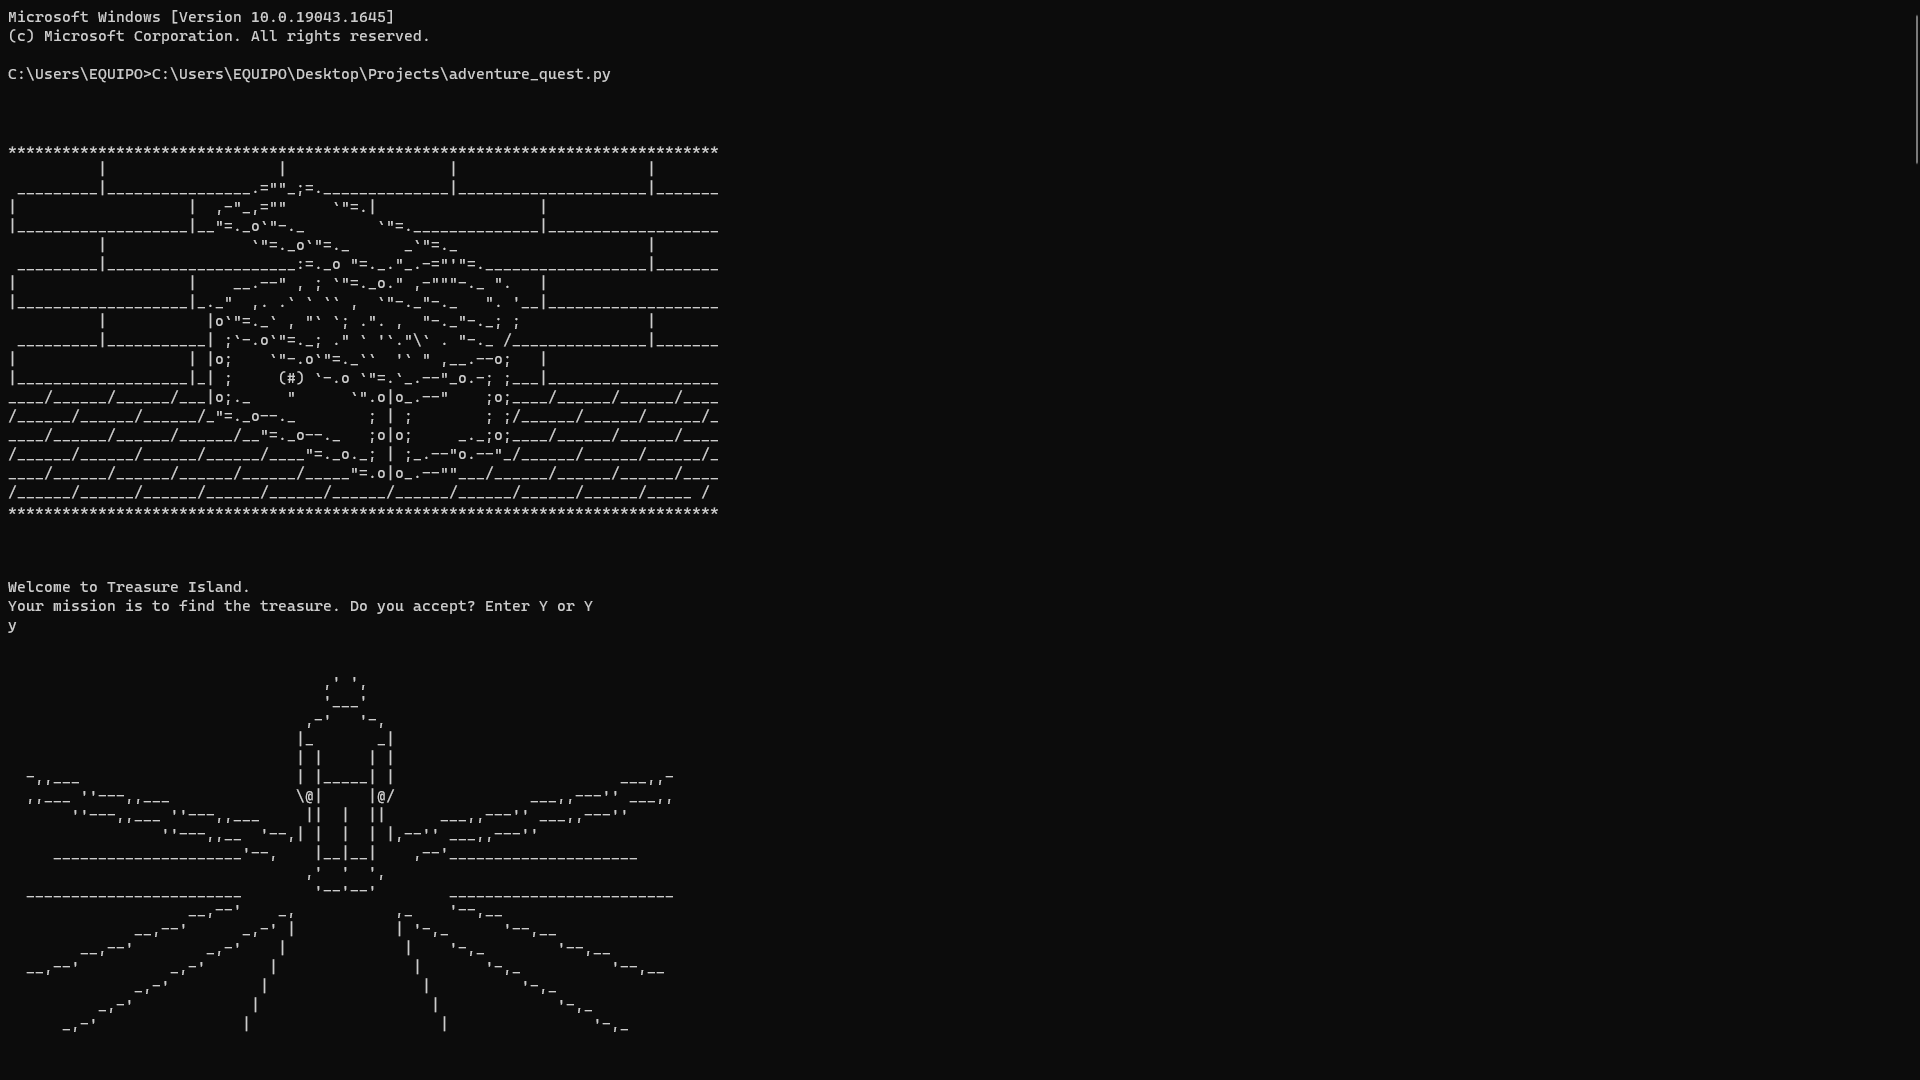 Microsoft Windows [Version 10.0.19043.1645]
(c) Microsoft Corporation. All rights reserved.
C:\Users\EQUIPO>C:\Users\EQUIPO\Desktop\Projects\adventure_quest.py
Welcome to Treasure Island.
Your mission is to find the treasure. Do you accept? Enter Y or Y
y